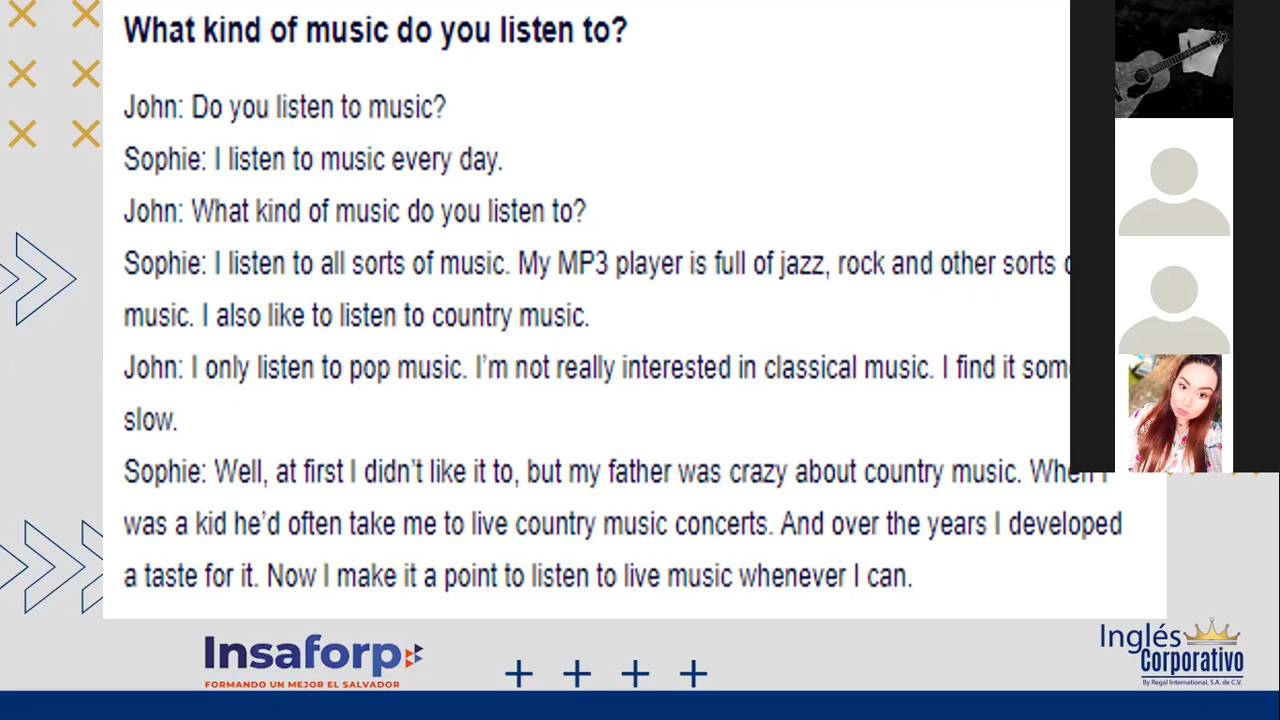 What kind of music do you listen to?
John: Do you listen to music?
Sophie: I listen to music every day.
John: What kind of music do you listen to?
Sophie: I listen to all sorts of music. My MP3 player is full of jazz, rock and other sorts
music. I also like to listen to country music.
John: I only listen to pop music. I'm not really interested in classical music. I find it
slow.
Sophie: Well, at first I didn't like it to, but my father was crazy about country music. When I
was a kid he'd often take me to live country music concerts. And over the years I developed
a taste for it. Now I make it a point to listen to live music whenever I can.
Insaforp
FORMANDO UN MEJOR EL SALVADOR
Inglés
Corporativo
By Regal International, S.A. de C.V.